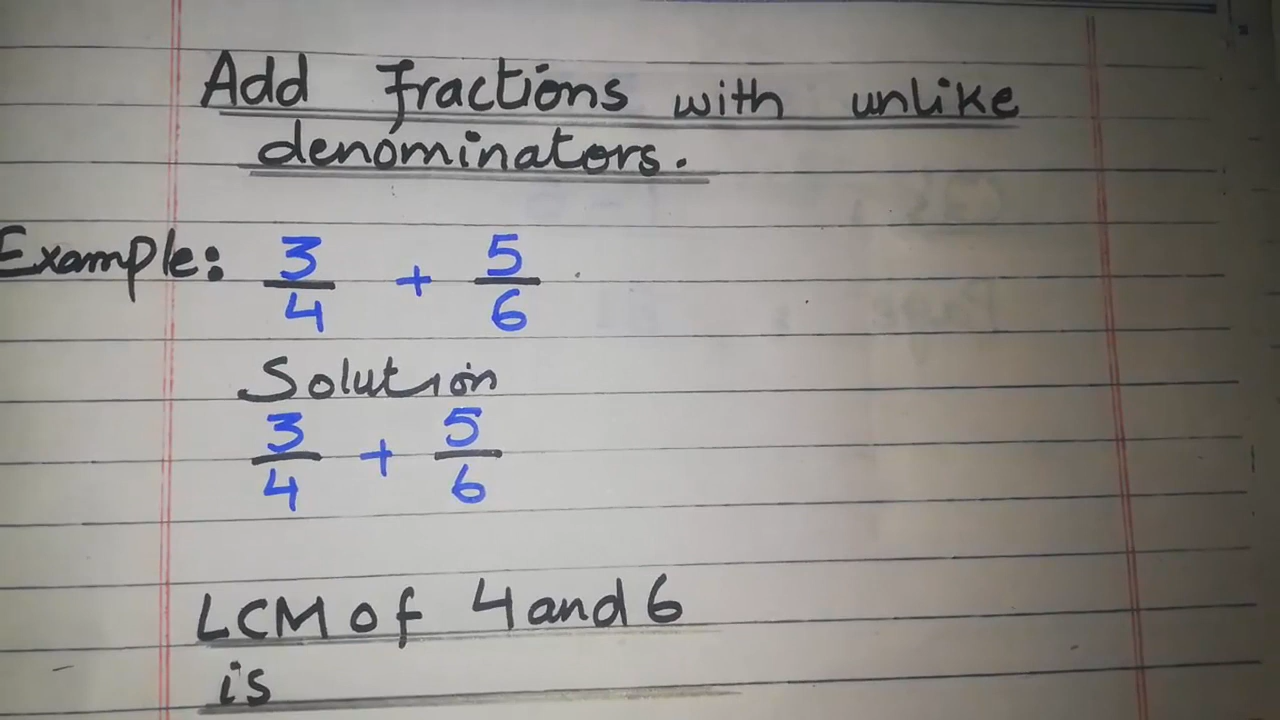 Add fractions with unlike
denominators.
Example: 3/4 + 5/6
Solution
3/4 + 5/6
LCM of 4 and 6
is